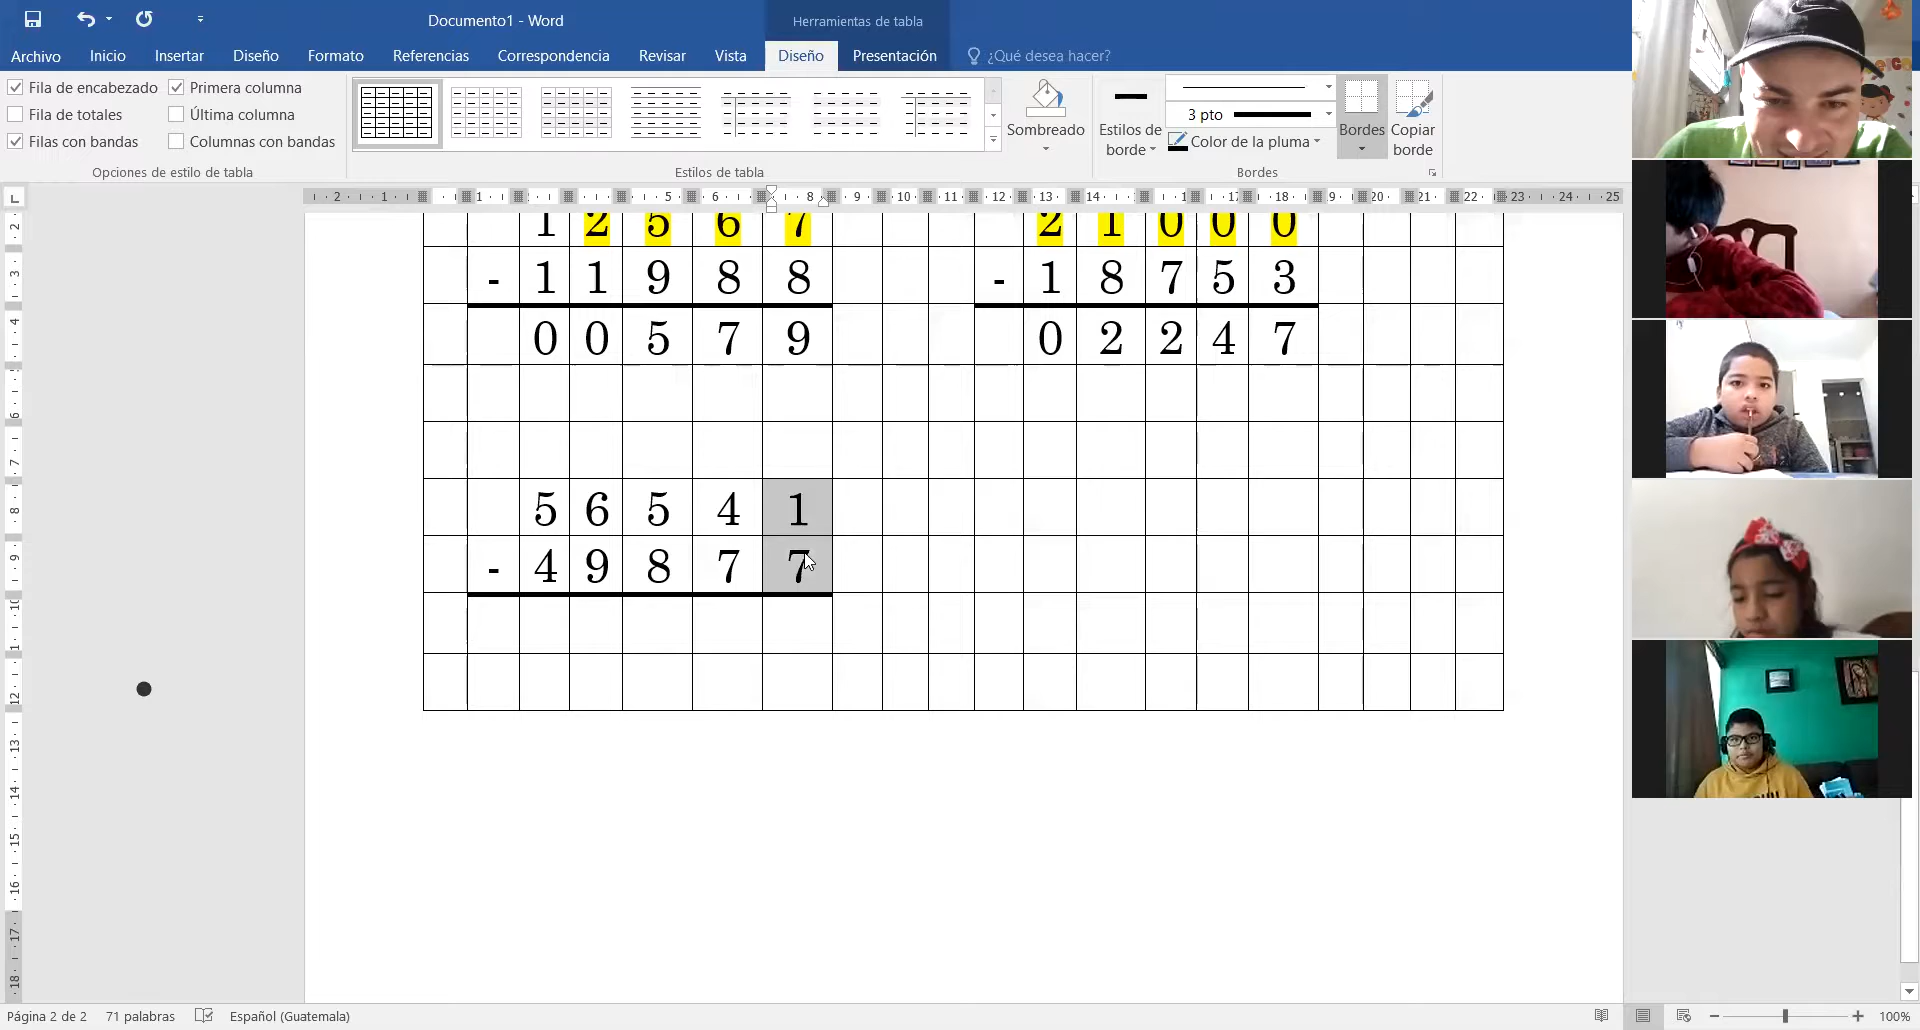 Documento1 - Word
Herramientas de tabla
Archivo Inicio Insertar Diseño Formato Referencias Correspondencia Revisar Vista Diseño Presentación ¿Qué desea hacer?
Fila de encabezado Primera columna
Fila de totales Última columna
Filas con bandas Columnas con bandas
Opciones de estilo de tabla
Estilos de tabla
Sombreado
Estilos de borde
3 pto
Color de la pluma
Bordes
Copiar borde
Bordes
1 2 5 6 7 2 1 0 0 0
- 1 1 9 8 8 - 1 8 7 5 3
0 0 5 7 9 0 2 2 4 7
5 6 5 4 1
- 4 9 8 7 7
Página 2 de 2 71 palabras Español (Guatemala) 100%